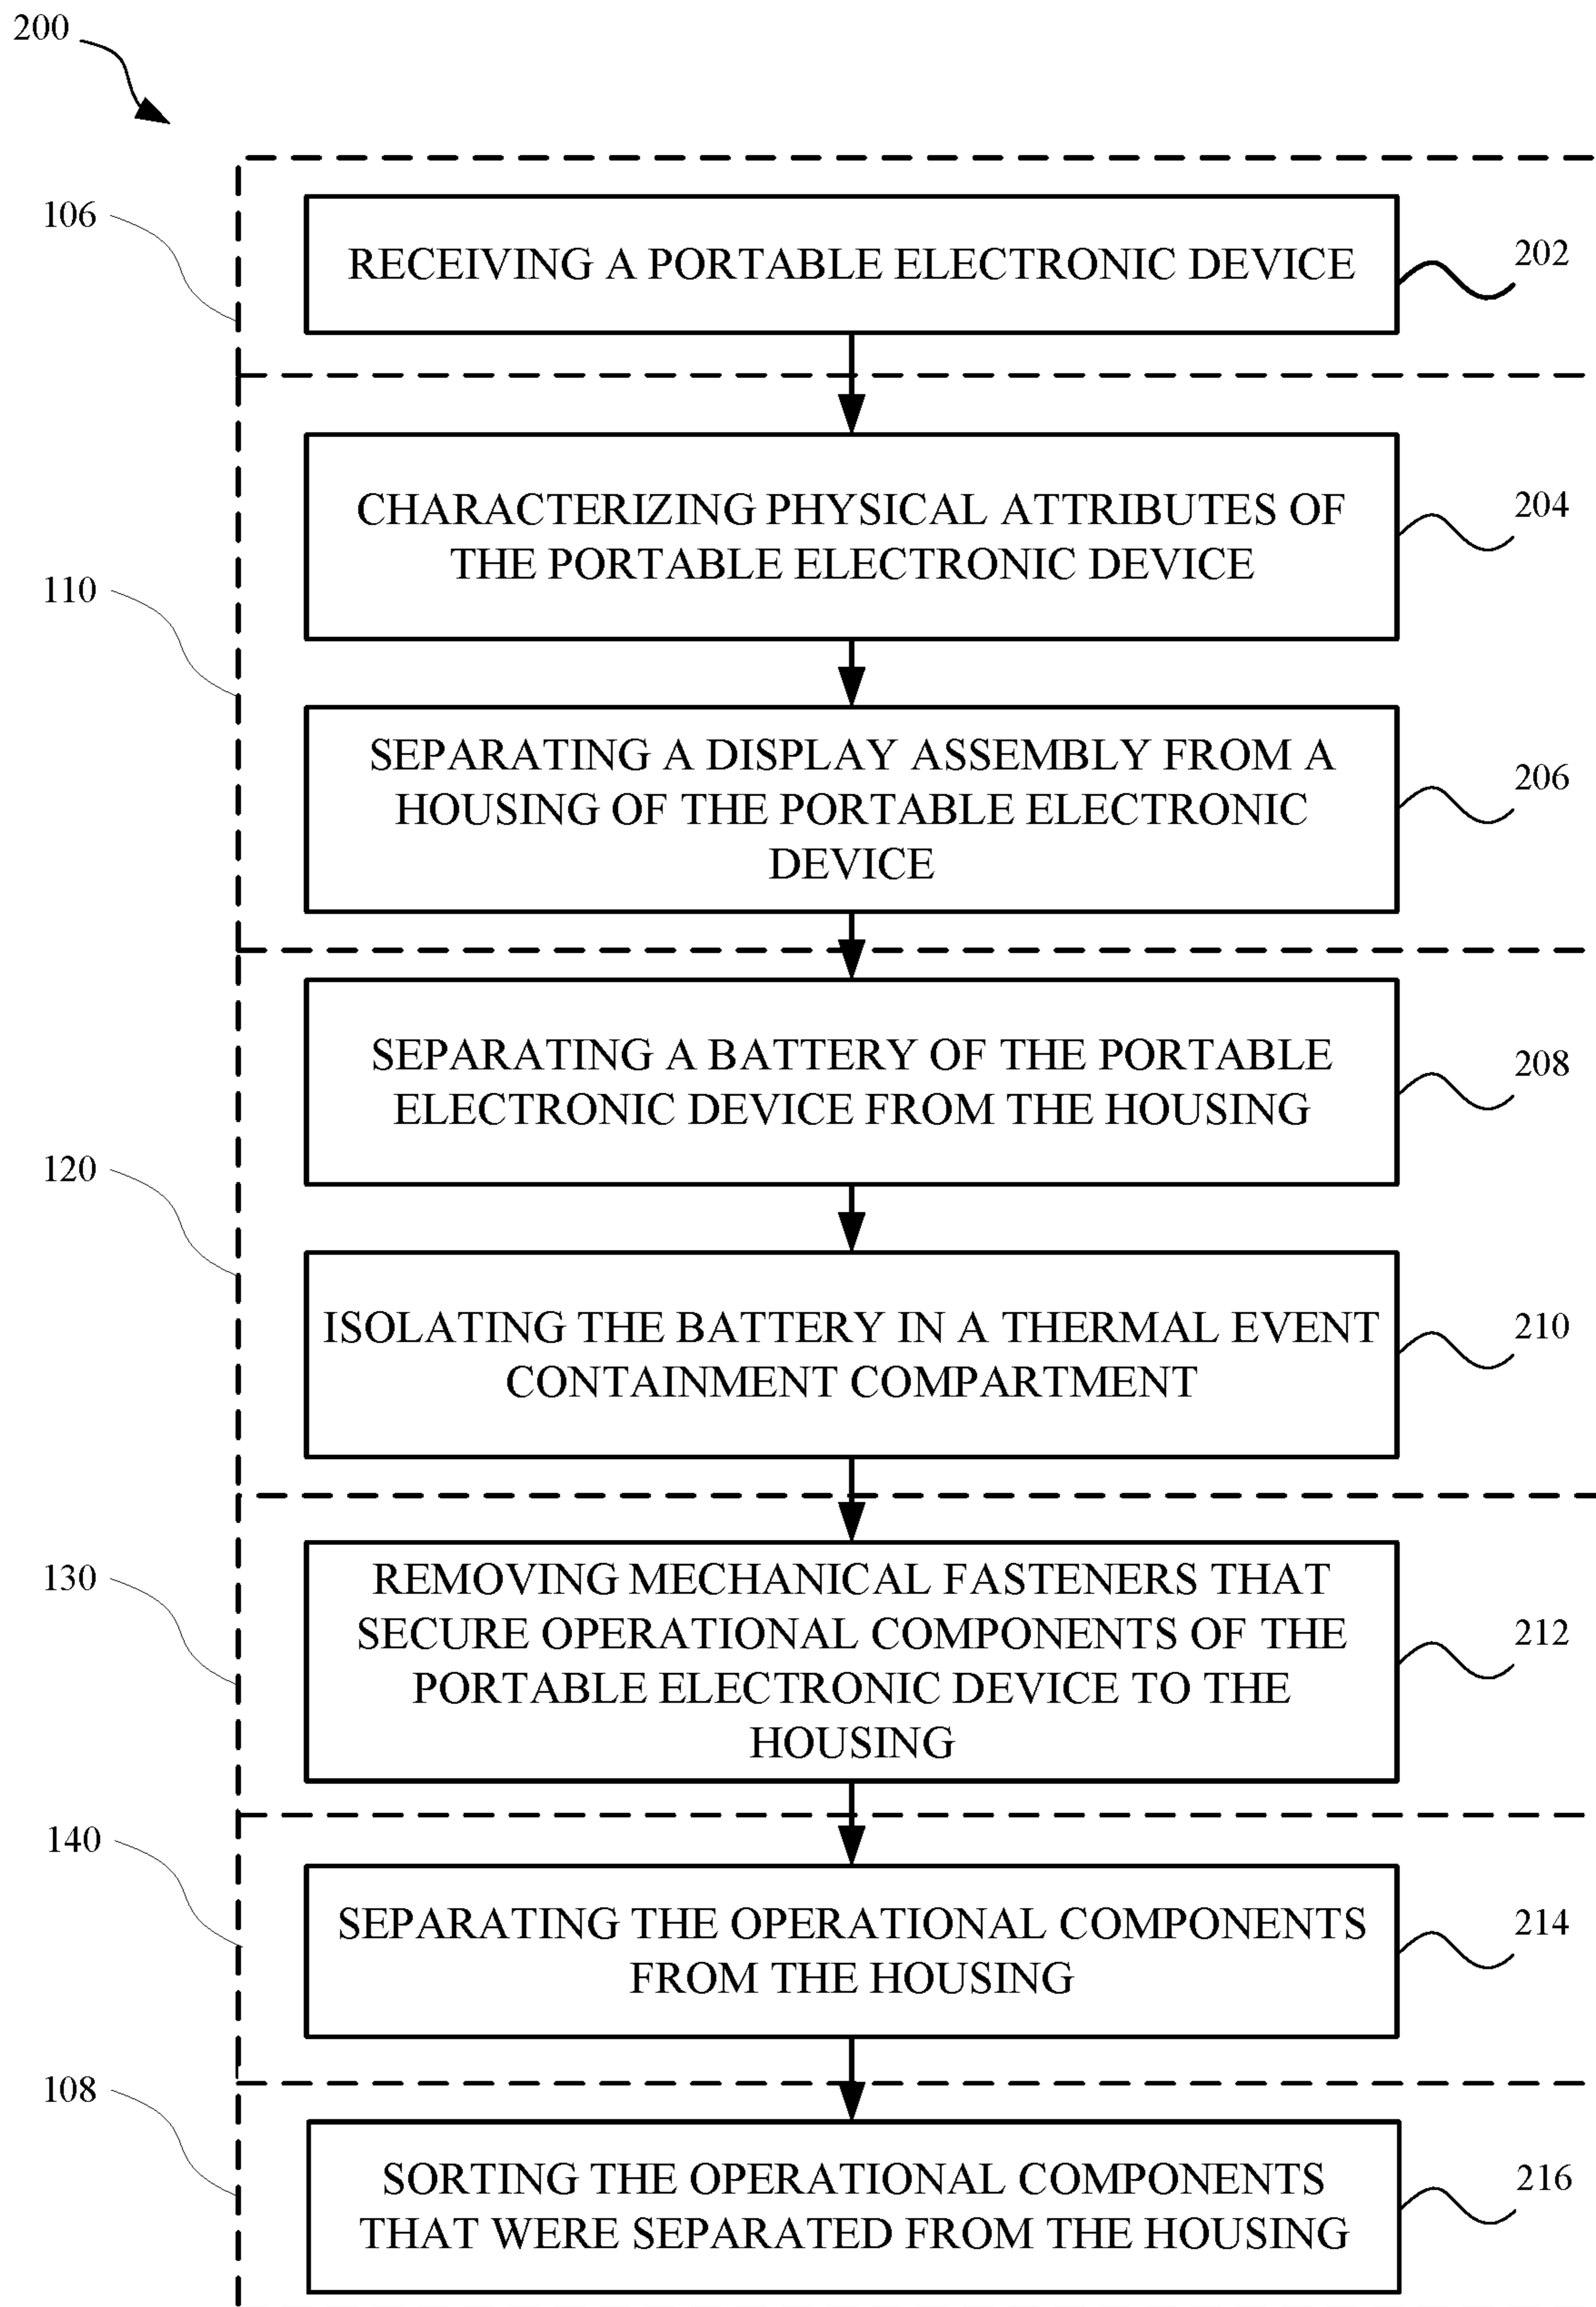 200
106
RECEIVING A PORTABLE ELECTRONIC DEVICE
202
CHARACTERIZING PHYSICAL ATTRIBUTES OF
THE PORTABLE ELECTRONIC DEVICE
204
110
SEPARATING A DISPLAY ASSEMBLY FROM A
HOUSING OF THE PORTABLE ELECTRONIC
DEVICE
206
SEPARATING A BATTERY OF THE PORTABLE
ELECTRONIC DEVICE FROM THE HOUSING
208
120
ISOLATING THE BATTERY IN A THERMAL EVENT
CONTAINMENT COMPARTMENT
210
130
REMOVING MECHANICAL FASTENERS THAT
SECURE OPERATIONAL COMPONENTS OF THE
PORTABLE ELECTRONIC DEVICE TO THE
HOUSING
212
140
SEPARATING THE OPERATIONAL COMPONENTS
FROM THE HOUSING
214
108
SORTING THE OPERATIONAL COMPONENTS
THAT WERE SEPARATED FROM THE HOUSING
216